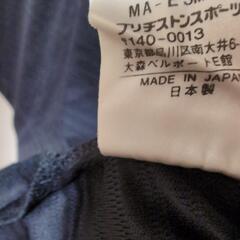 MA-L
ブリヂストンスポーツ
〒140-0013
東京都品川区南大井6-
大森ベルポートE館
MADE IN JAPAN
日本製